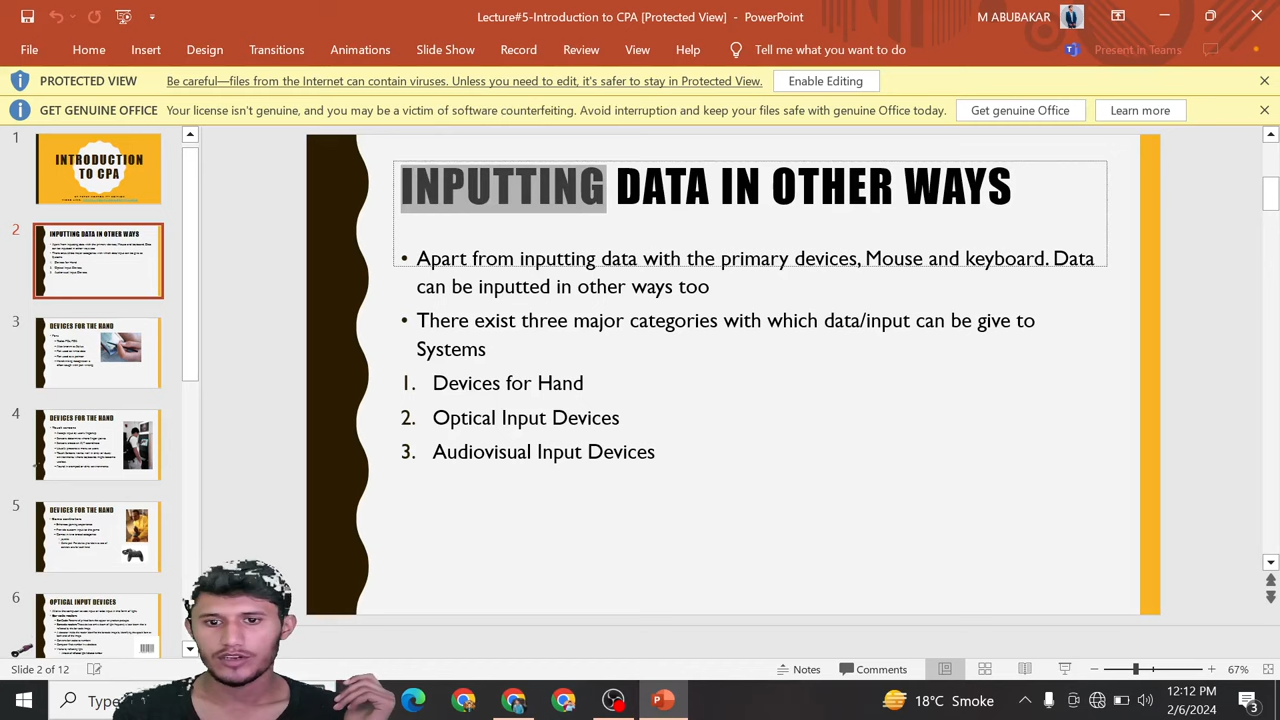 Lecture#5-Introduction to CPA [Protected View] - PowerPoint
M ABUBAKAR
File Home Insert Design Transitions Animations Slide Show Record Review View Help Tell me what you want to do Present in Teams
PROTECTED VIEW Be careful—files from the Internet can contain viruses. Unless you need to edit, it's safer to stay in Protected View. Enable Editing
GET GENUINE OFFICE Your license isn't genuine, and you may be a victim of software counterfeiting. Avoid interruption and keep your files safe with genuine Office today. Get genuine Office Learn more
1
INTRODUCTION
TO CPA
2
INPUTTING DATA IN OTHER WAYS
3
DEVICES FOR THE HAND
4
DEVICES FOR THE HAND
5
DEVICES FOR THE HAND
6
OPTICAL INPUT DEVICES
INPUTTING DATA IN OTHER WAYS
• Apart from inputting data with the primary devices, Mouse and keyboard. Data
can be inputted in other ways too
• There exist three major categories with which data/input can be give to
Systems
1. Devices for Hand
2. Optical Input Devices
3. Audiovisual Input Devices
Slide 2 of 12
Notes Comments 67%
Type
18°C Smoke
12:12 PM
2/6/2024
3